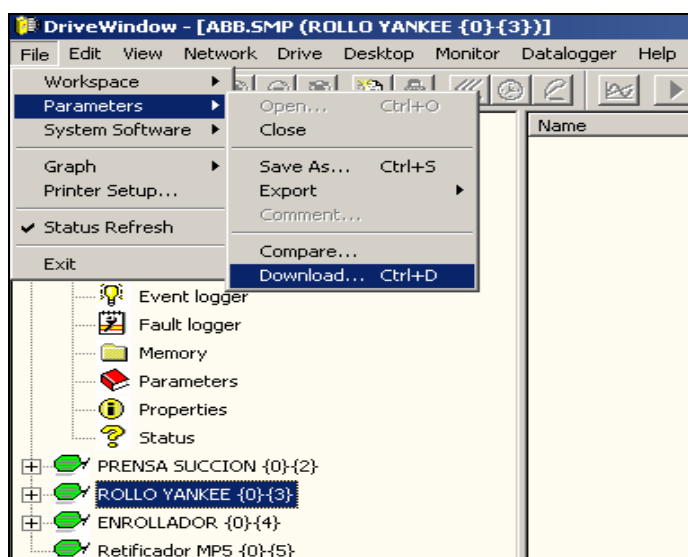 DriveWindow - [ABB.SMP (ROLLO YANKEE {0}{3})]
File Edit View Network Drive Desktop Monitor Datalogger Help
Workspace
Parameters
System Software
Graph
Printer Setup...
Status Refresh
Exit
Open... Ctrl+O
Close
Save As... Ctrl+S
Export
Comment...
Compare...
Download... Ctrl+D
Name
Event logger
Fault logger
Memory
Parameters
Properties
Status
PRENSA SUCCION {0}{2}
ROLLO YANKEE {0}{3}
ENROLLADOR {0}{4}
Retificador MP5 {0}{5}